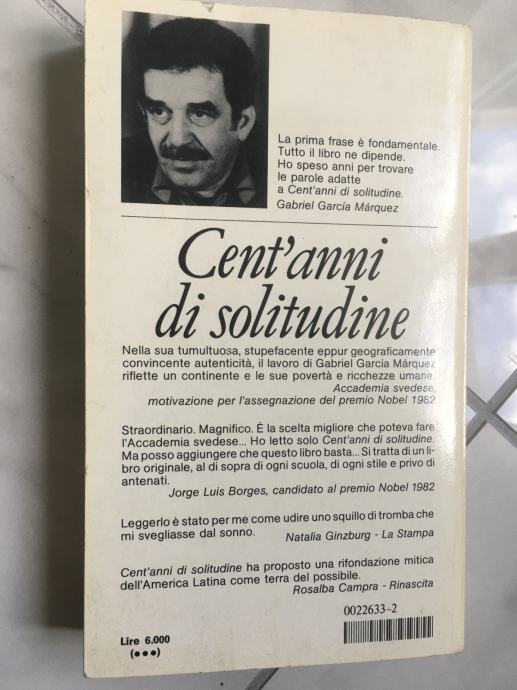 La prima frase è fondamentale.
Tutto il libro ne dipende.
Ho speso anni per trovare
le parole adatte
a Cent'anni di solitudine.
Gabriel García Márquez
Cent'anni
di solitudine
Nella sua tumultuosa, stupefacente eppur geograficamente
convincente autenticità, il lavoro di Gabriel García Márquez
riflette un continente e le sue povertà e ricchezze umane.
Accademia svedese,
motivazione per l'assegnazione del premio Nobel 1982
Straordinario. Magnifico. È la scelta migliore che poteva fare
l'Accademia svedese... Ho letto solo Cent'anni di solitudine.
Ma posso aggiungere che questo libro basta... Si tratta di un li-
bro originale, al di sopra di ogni scuola, di ogni stile e privo di
antenati.
Jorge Luis Borges, candidato al premio Nobel 1982
Leggerlo è stato per me come udire uno squillo di tromba che
mi svegliasse dal sonno.
Natalia Ginzburg - La Stampa
Cent'anni di solitudine ha proposto una rifondazione mitica
dell'America Latina come terra del possibile.
Rosalba Campra - Rinascita
0022633-2
Lire 6.000
(●●●)